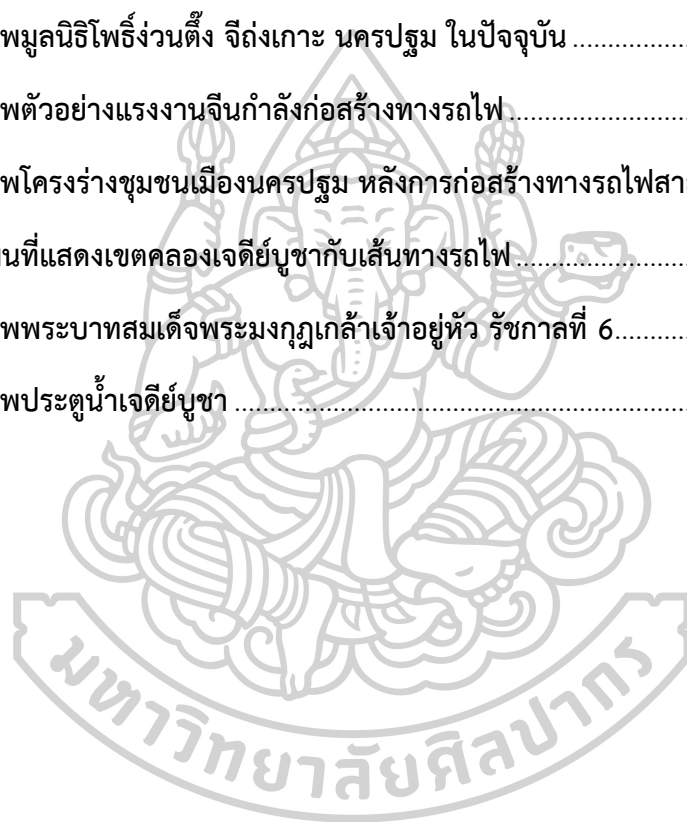 พมูลนิธิโพธิ์ง่วนตึ๊ง จีถ่งเกาะ นครปฐม ในปัจจุบัน ................
พตัวอย่างแรงงานจีนกำลังก่อสร้างทางรถไฟ ........................
พโครงร่างชุมชนเมืองนครปฐม หลังการก่อสร้างทางรถไฟสา
นที่แสดงเขตคลองเจดีย์บูชากับเส้นทางรถไฟ ........................
พพระบาทสมเด็จพระมงกุฎเกล้าเจ้าอยู่หัว รัชกาลที่ 6...........
พประตูน้ำเจดีย์บูชา ................................................................
มหาวิทยาลัยศิลปากร